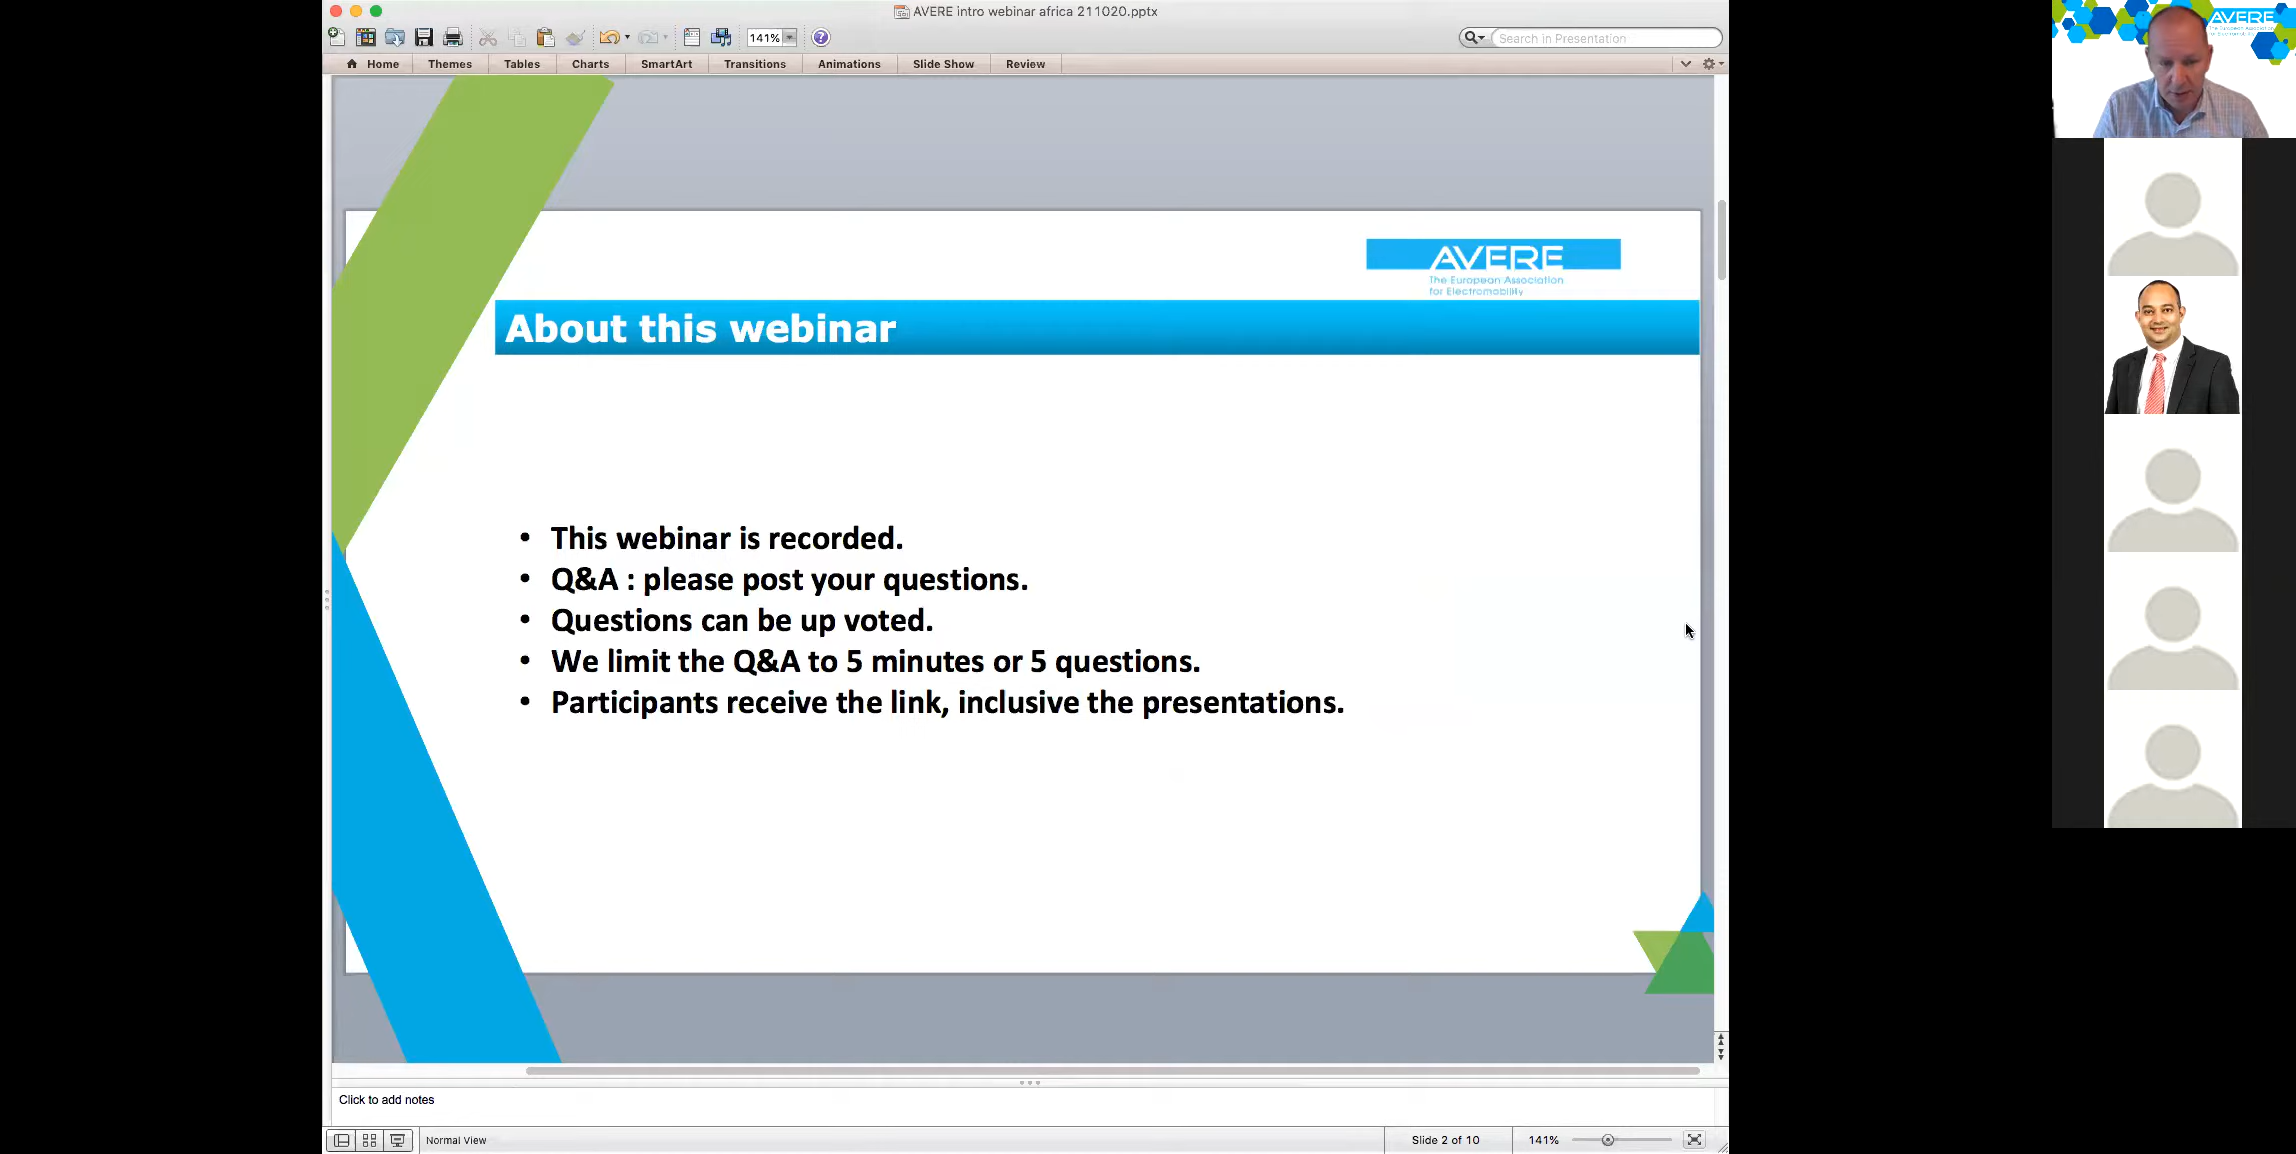 AVERE intro webinar africa 211020.pptx
141%
Search in Presentation
Home Themes Tables Charts SmartArt Transitions Animations Slide Show Review
AVERE
The European Association
for Electromobility
About this webinar
• This webinar is recorded.
• Q&A : please post your questions.
• Questions can be up voted.
• We limit the Q&A to 5 minutes or 5 questions.
• Participants receive the link, inclusive the presentations.
Click to add notes
Normal View
Slide 2 of 10
141%
AVERE